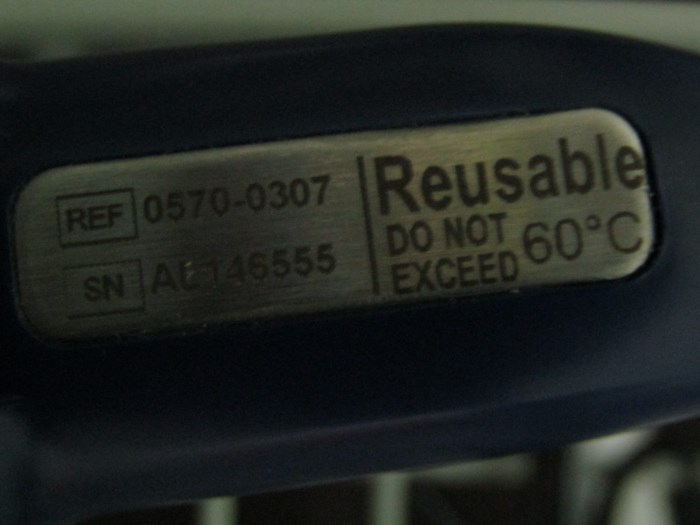 REF 0570-0307
SN
Reusable
DO NOT
EXCEED 60°C